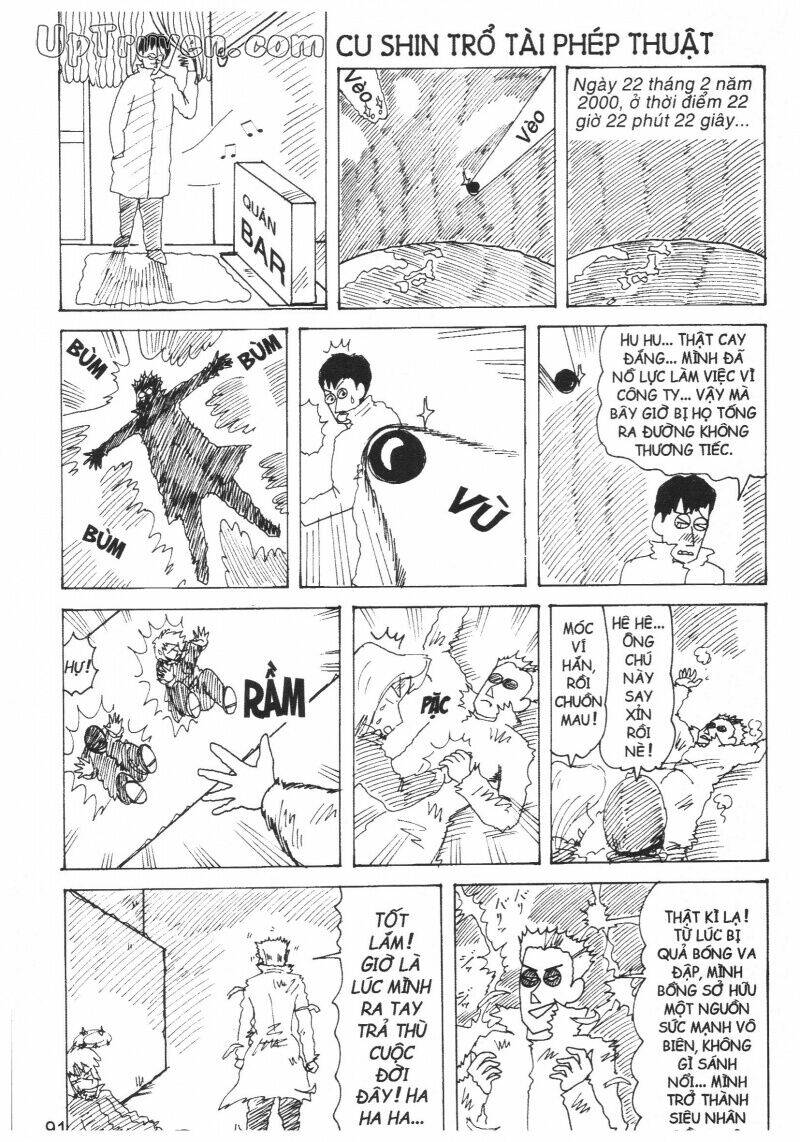 UpTruyen.com
CU SHIN TRỔ TÀI PHÉP THUẬT
Ngày 22 tháng 2 năm
2000, ở thời điểm 22
giờ 22 phút 22 giây...
Vèo
Vèo
QUÁN
BAR
HU HU... THẬT CAY
ĐẮNG... MÌNH ĐÃ
NỔ LỰC LÀM VIỆC VÌ
CÔNG TY... VẬY MÀ
BÂY GIỜ BỊ HỌ TỐNG
RA ĐƯỜNG KHÔNG
THƯƠNG TIẾC.
VÙ
BÙM
BÙM
BÙM
HÊ HÊ...
ÔNG
CHÚ
NÀY
SAY
XỈN
RỒI
NÈ!
MÓC
VÍ
HẮN,
RỒI
CHUỒN
MAU!
PẶC
RẦM
HỰ!
THẬT KÌ LẠ!
TỪ LÚC BỊ
QUẢ BÓNG VA
ĐẬP, MÌNH
BỔNG SỞ HỮU
MỘT NGUỒN
SỨC MẠNH VÔ
BIÊN, KHÔNG
GÌ SÁNH
NỔI... MÌNH
TRỞ THÀNH
SIÊU NHÂN
TỐT
LẮM!
GIỜ LÀ
LÚC MÌNH
RA TAY
TRẢ THÙ
CUỘC
ĐỜI
ĐÂY! HA
HA HA...
91